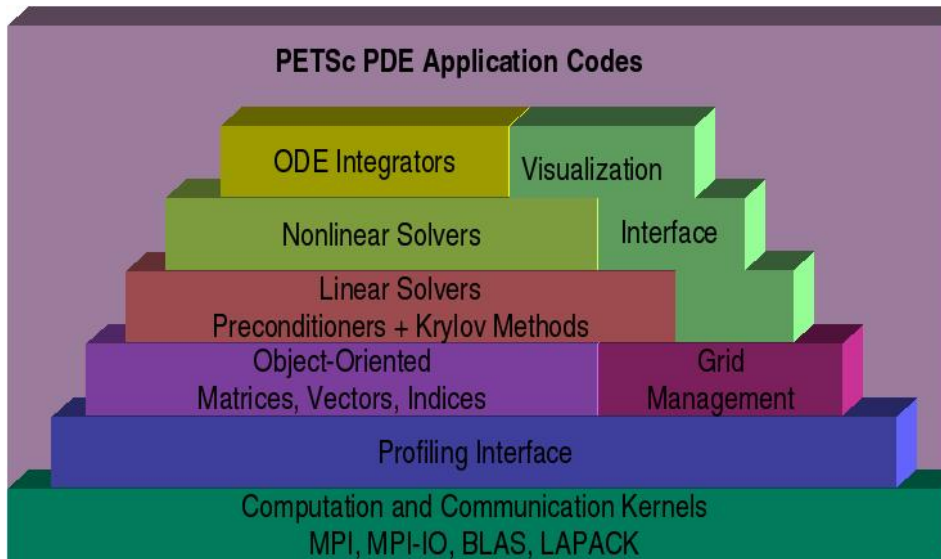 PETSc PDE Application Codes
ODE Integrators
Visualization
Nonlinear Solvers
Interface
Linear Solvers
Preconditioners + Krylov Methods
Object-Oriented
Matrices, Vectors, Indices
Grid
Management
Profiling Interface
Computation and Communication Kernels
MPI, MPI-IO, BLAS, LAPACK